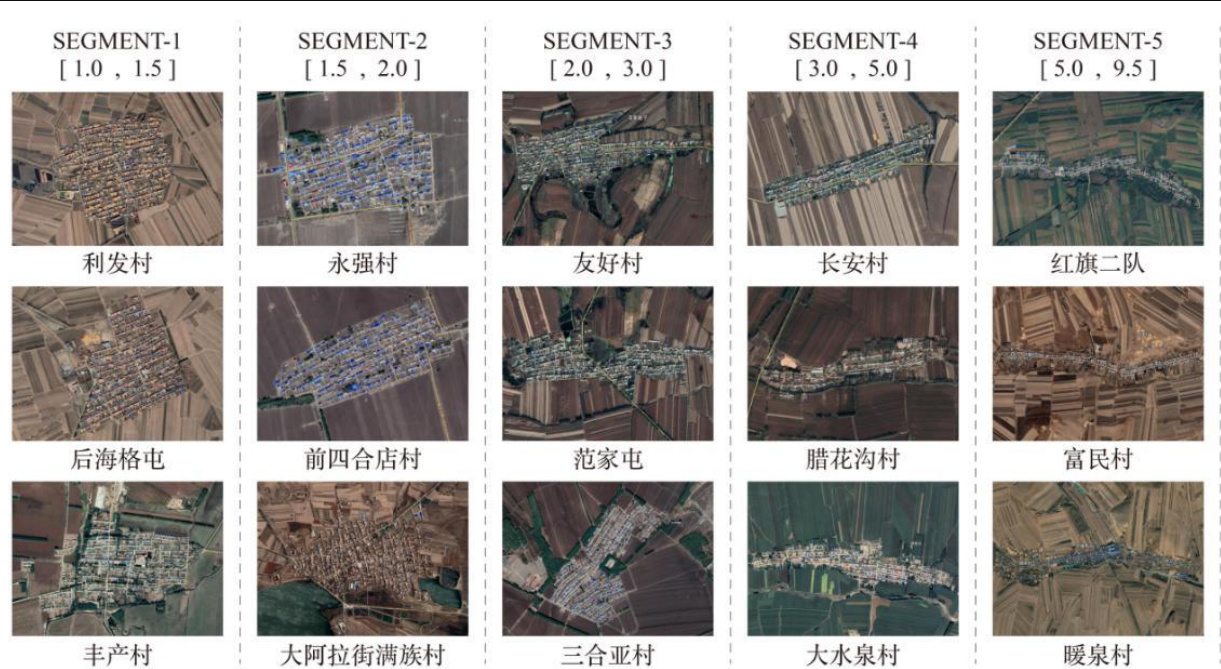 SEGMENT-1 SEGMENT-2 SEGMENT-3 SEGMENT-4 SEGMENT-5
[ 1.0 , 1.5 ] [ 1.5 , 2.0 ] [ 2.0 , 3.0 ] [ 3.0 , 5.0 ] [ 5.0 , 9.5 ]
利发村 永强村 友好村 长安村 红旗二队
后海格屯 前四合店村 范家屯 腊花沟村 富民村
丰产村 大阿拉街满族村 三合亚村 大水泉村 暖泉村